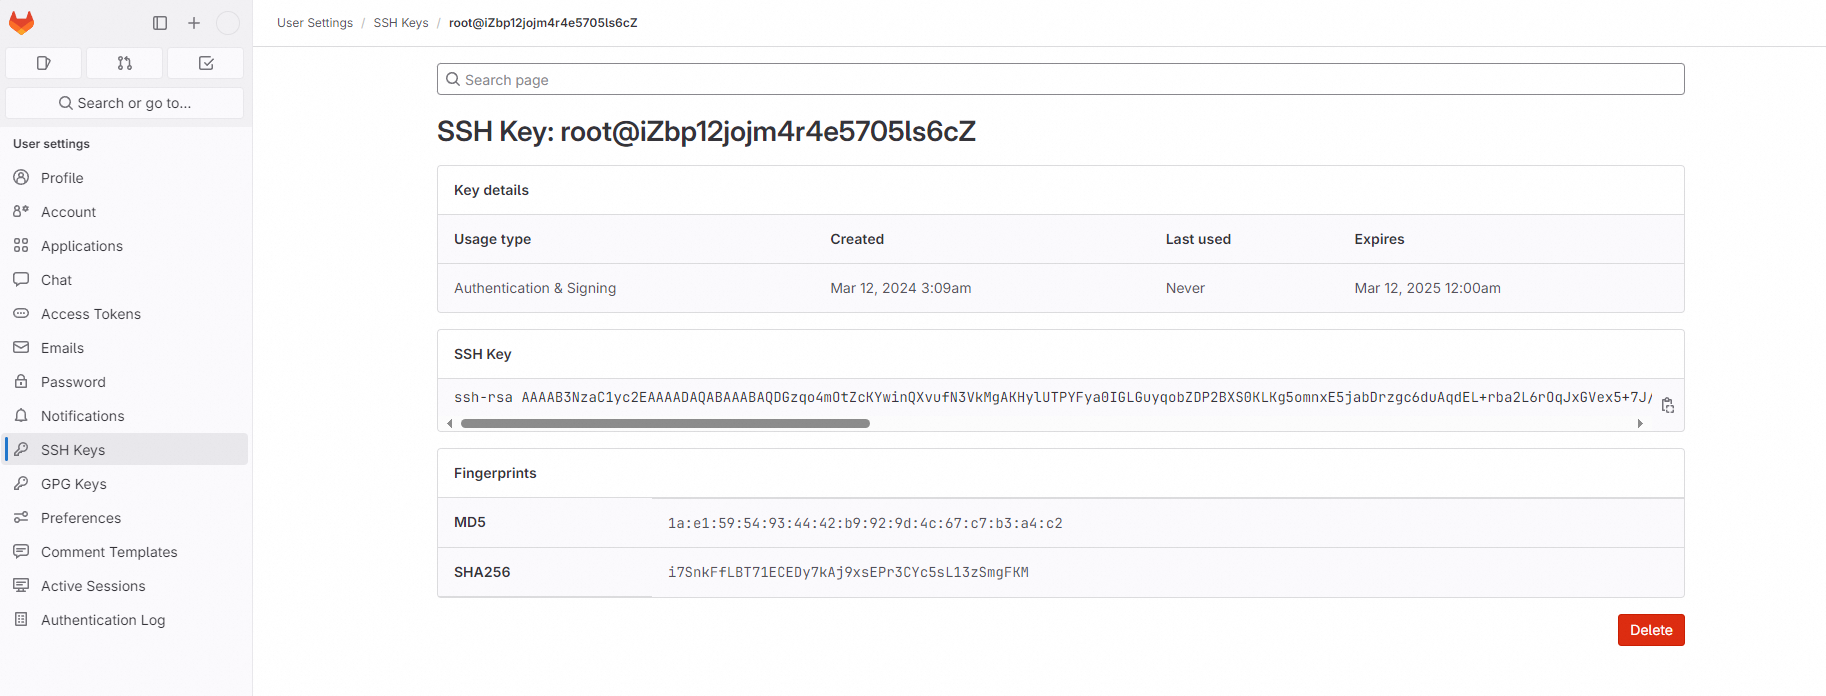 User Settings / SSH Keys / root@iZbp12jojm4r4e5705ls6cZ
Search or go to...
User settings
Profile
Account
Applications
Chat
Access Tokens
Emails
Password
Notifications
SSH Keys
GPG Keys
Preferences
Comment Templates
Active Sessions
Authentication Log
Search page
SSH Key: root@iZbp12jojm4r4e5705ls6cZ
Key details
Usage type Created Last used Expires
Authentication & Signing Mar 12, 2024 3:09am Never Mar 12, 2025 12:00am
SSH Key
ssh-rsa AAAAB3NzaC1yc2EAAAADAQABAAABAQDGzqo4mOtZcKYwinQXvufN3VkMgAKHylUTPYFya0IGLGuyqobZDP2BXS0KLKg5omnxE5jabDrzgc6duAqdEL+rba2L6rOqJxGVex5+7J/
Fingerprints
MD5 1a:e1:59:54:93:44:42:b9:92:9d:4c:67:c7:b3:a4:c2
SHA256 i7SnkFfLBT71ECEDy7kAj9xsEPr3CYc5sL13zSmgFKM
Delete